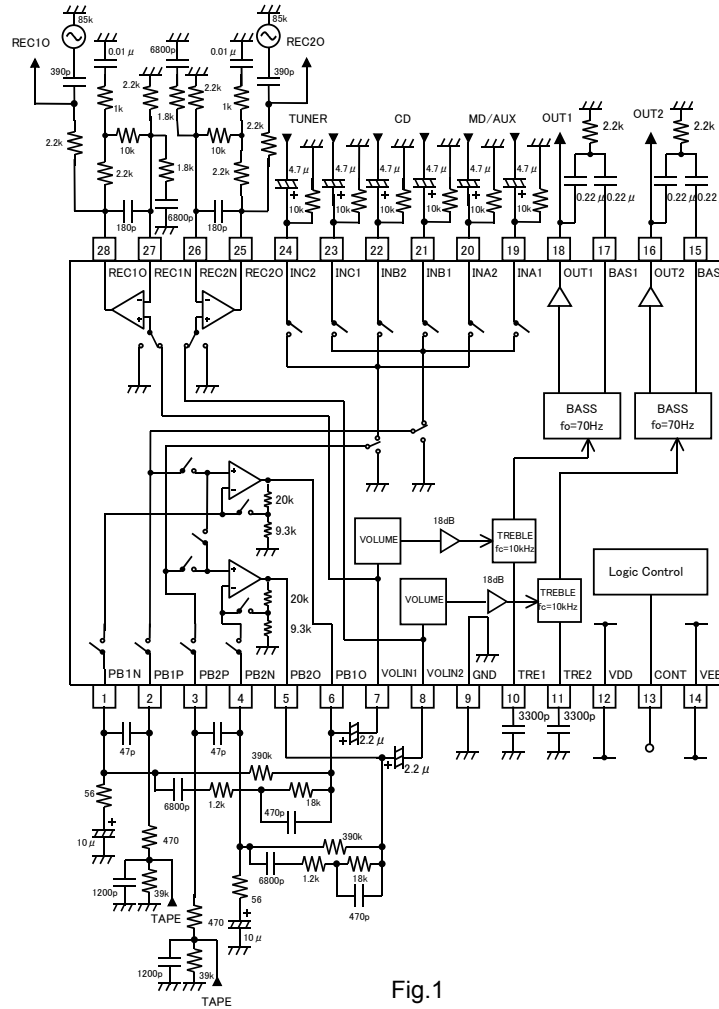 85k 85k
REC1O 0.01μ 6800p 0.01μ REC2O
390p 2.2k 2.2k 390p
1k 1.8k 1k
2.2k 10k 10k 2.2k TUNER CD MD/AUX OUT1 2.2k OUT2 2.2k
2.2k 1.8k 2.2k
4.7μ 4.7μ 4.7μ 4.7μ 4.7μ 4.7μ
+ + + + + +
10k 10k 10k 10k 10k 10k
0.22μ 0.22μ 0.22μ 0.22
180p 6800p 180p
28 27 26 25 24 23 22 21 20 19 18 17 16 15
REC1O REC1N REC2N REC2O INC2 INC1 INB2 INB1 INA2 INA1 OUT1 BAS1 OUT2 BAS
- + - +
BASS
fo=70Hz
BASS
fo=70Hz
+ -
20k
9.3k
VOLUME 18dB TREBLE
fc=10kHz
+ -
20k
9.3k
VOLUME 18dB TREBLE
fc=10kHz
Logic Control
PB1N PB1P PB2P PB2N PB2O PB1O VOLIN1 VOLIN2 GND TRE1 TRE2 VDD CONT VEE
1 2 3 4 5 6 7 8 9 10 11 12 13 14
47p 47p
+ 2.2μ
+ 2.2μ
3300p 3300p
390k
56 6800p 1.2k 18k
470p
10μ +
470
390k
6800p 1.2k 18k
470p
1200p 39k
TAPE
56
10μ +
470
1200p 39k
TAPE
Fig.1